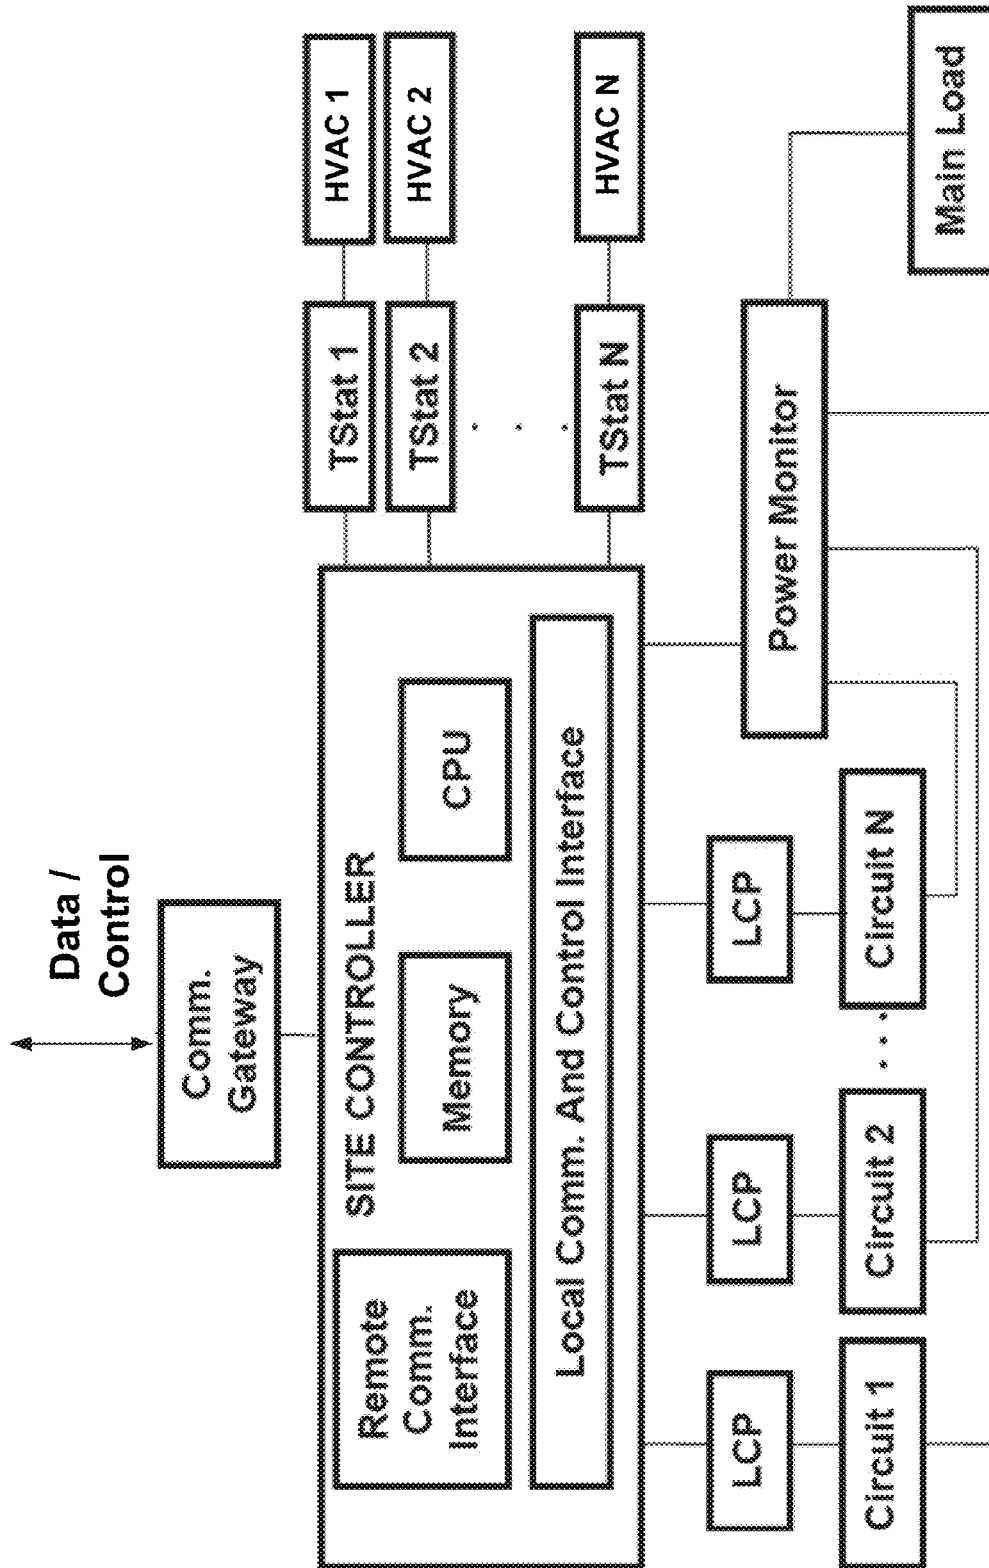 Data /
Control
Comm.
Gateway
SITE CONTROLLER
Remote
Comm.
Interface
Memory
CPU
Local Comm. And Control Interface
TStat 1
HVAC 1
TStat 2
HVAC 2
. . .
TStat N
HVAC N
LCP
LCP
LCP
Power Monitor
Circuit 1
Circuit 2
. . .
Circuit N
Main Load